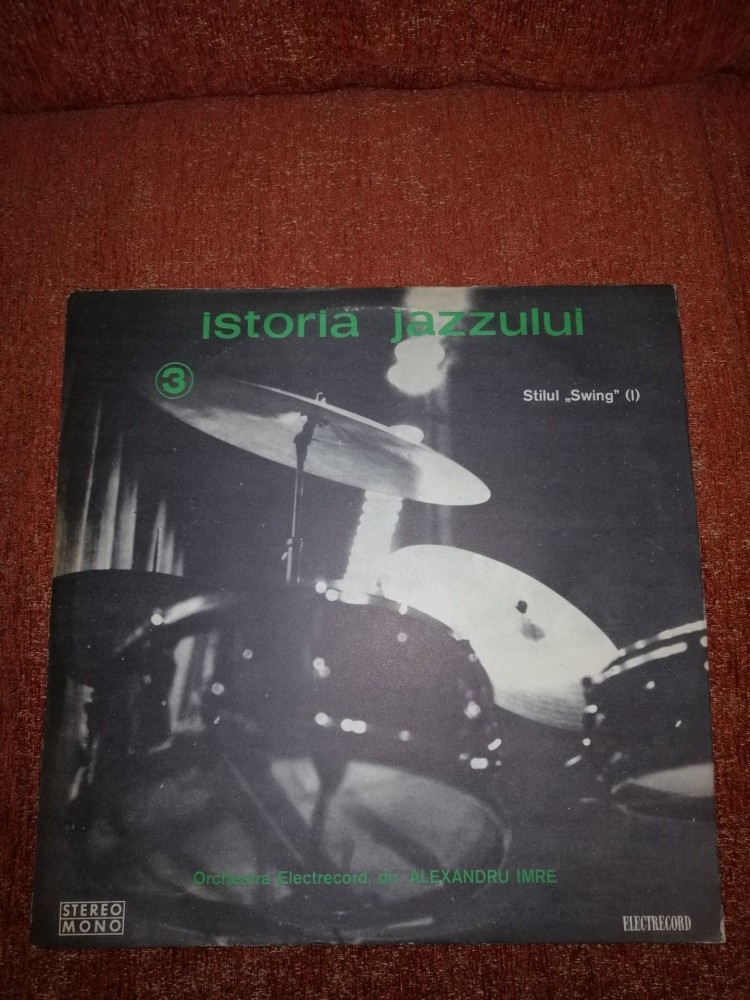 istoria jazzului
3
Stilul „Swing" (I)
Orchestra Electrecord, dir. ALEXANDRU IMRE
STEREO
MONO
ELECTRECORD